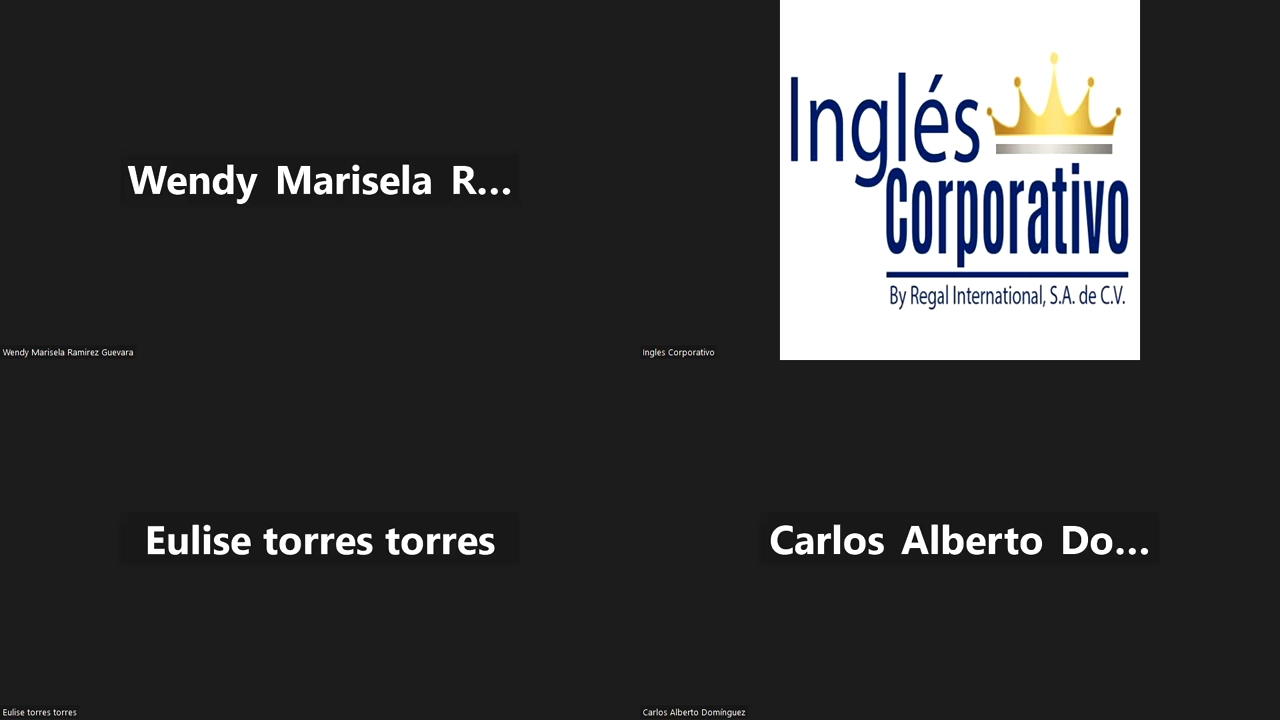 Wendy Marisela R...
Wendy Marisela Ramirez Guevara
Inglés
Corporativo
By Regal International, S.A. de C.V.
Ingles Corporativo
Eulise torres torres
Eulise torres torres
Carlos Alberto Do...
Carlos Alberto Domínguez